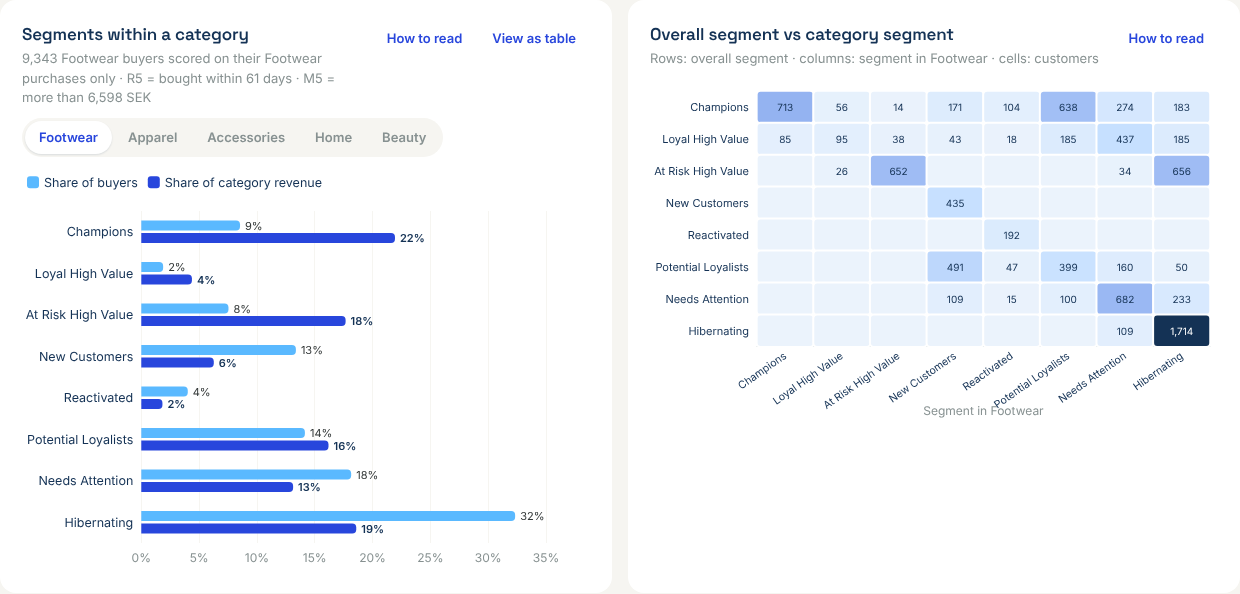 Segments within a category
How to read
View as table
9,343 Footwear buyers scored on their Footwear
purchases only · R5 = bought within 61 days · M5 =
more than 6,598 SEK
Footwear Apparel Accessories Home Beauty
Share of buyers Share of category revenue
Champions 9%
22%
Loyal High Value 2%
4%
At Risk High Value 8%
18%
New Customers 13%
6%
Reactivated 4%
2%
Potential Loyalists 14%
16%
Needs Attention 18%
13%
Hibernating 32%
19%
0% 5% 10% 15% 20% 25% 30% 35%
Overall segment vs category segment
How to read
Rows: overall segment · columns: segment in Footwear · cells: customers
Champions 713 56 14 171 104 638 274 183
Loyal High Value 85 95 38 43 18 185 437 185
At Risk High Value 26 652 34 656
New Customers 435
Reactivated 192
Potential Loyalists 491 47 399 160 50
Needs Attention 109 15 100 682 233
Hibernating 109 1,714
Champions Loyal High Value At Risk High Value New Customers Reactivated Potential Loyalists Needs Attention Hibernating
Segment in Footwear